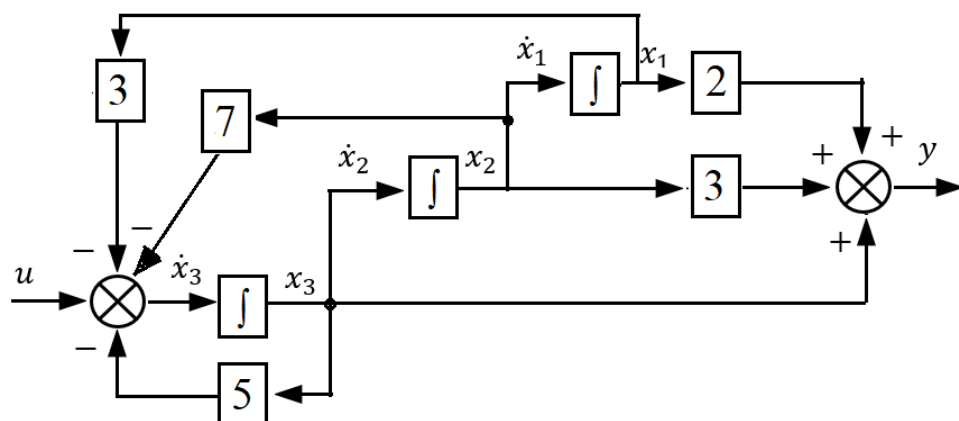 ẋ₁ x₁
3 ∫ 2
7
ẋ₂ x₂ + + y
∫ 3
− − +
u ẋ₃ x₃
∫
−
5